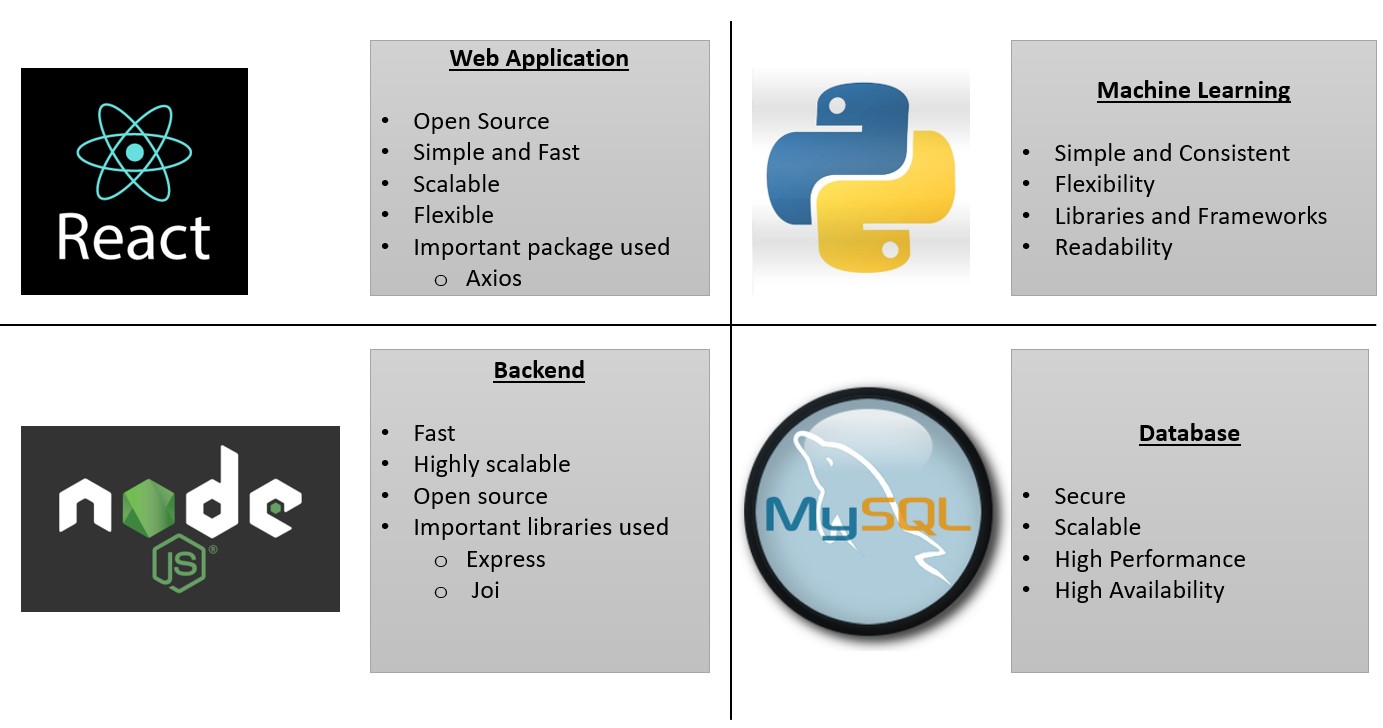 React
Web Application
• Open Source
• Simple and Fast
• Scalable
• Flexible
• Important package used
o Axios
Machine Learning
• Simple and Consistent
• Flexibility
• Libraries and Frameworks
• Readability
node
JS®
Backend
• Fast
• Highly scalable
• Open source
• Important libraries used
o Express
o Joi
MySQL
Database
• Secure
• Scalable
• High Performance
• High Availability